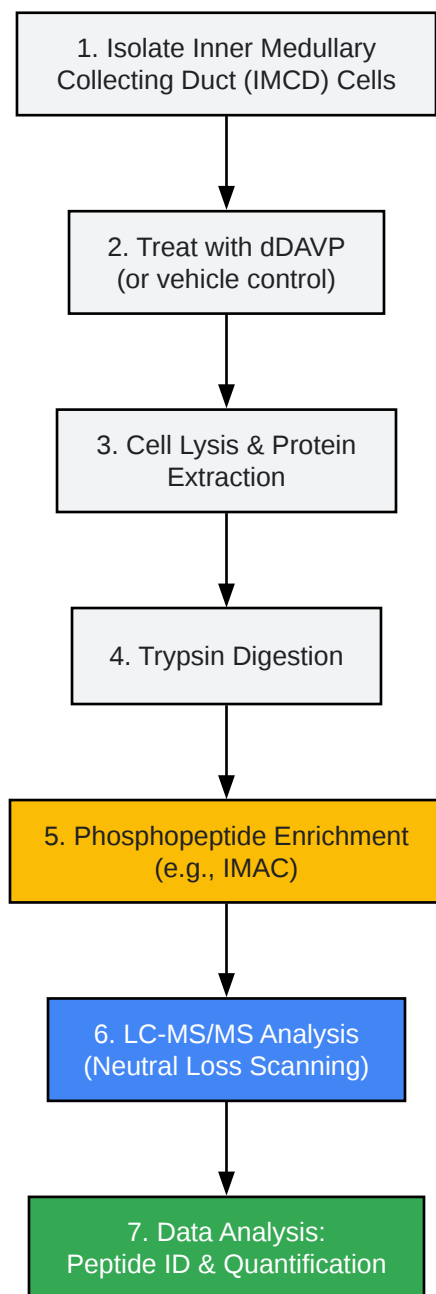 1. Isolate Inner Medullary
Collecting Duct (IMCD) Cells
2. Treat with dDAVP
(or vehicle control)
3. Cell Lysis & Protein
Extraction
4. Trypsin Digestion
5. Phosphopeptide Enrichment
(e.g., IMAC)
6. LC-MS/MS Analysis
(Neutral Loss Scanning)
7. Data Analysis:
Peptide ID & Quantification